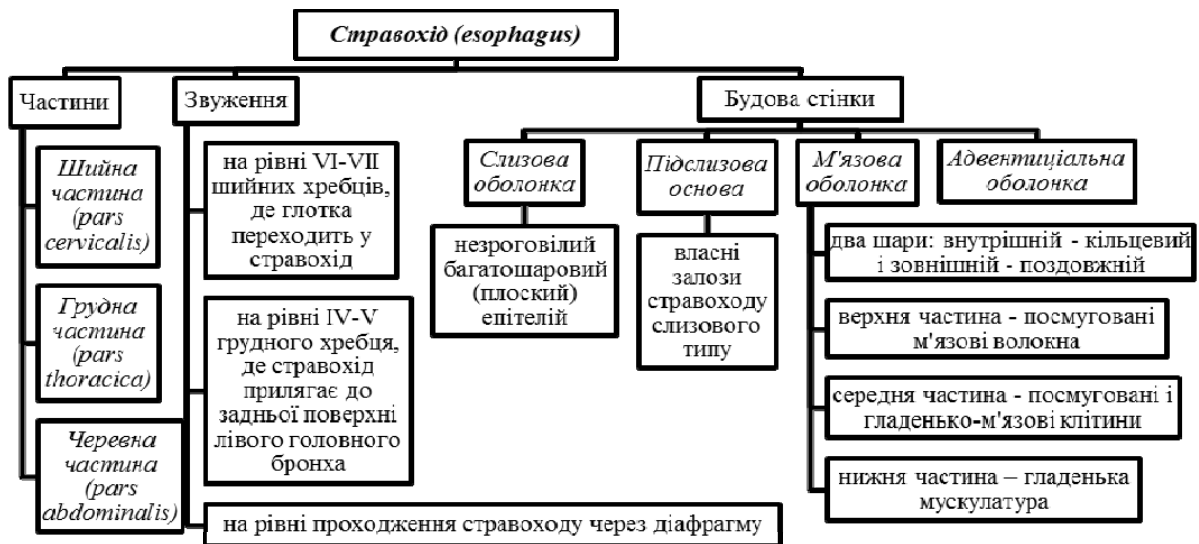 Стравохід (esophagus)
Частини
Шийна
частина
(pars
cervicalis)
Грудна
частина
(pars
thoracica)
Черевна
частина
(pars
abdominalis)
Звуження
на рівні VI-VII
шийних хребців,
де глотка
переходить у
стравохід
на рівні IV-V
грудного хребця,
де стравохід
прилягає до
задньої поверхні
лівого головного
бронха
на рівні проходження стравоходу через діафрагму
Будова стінки
Слизова
оболонка
незроговілий
багатошаровий
(плоский)
епітелій
Підслизова
основа
власні
залози
стравоходу
слизового
типу
М'язова
оболонка
два шари: внутрішній - кільцевий
і зовнішній - поздовжній
верхня частина - посмуговані
м'язові волокна
середня частина - посмуговані і
гладенько-м'язові клітини
нижня частина – гладенька
мускулатура
Адвентиціальна
оболонка